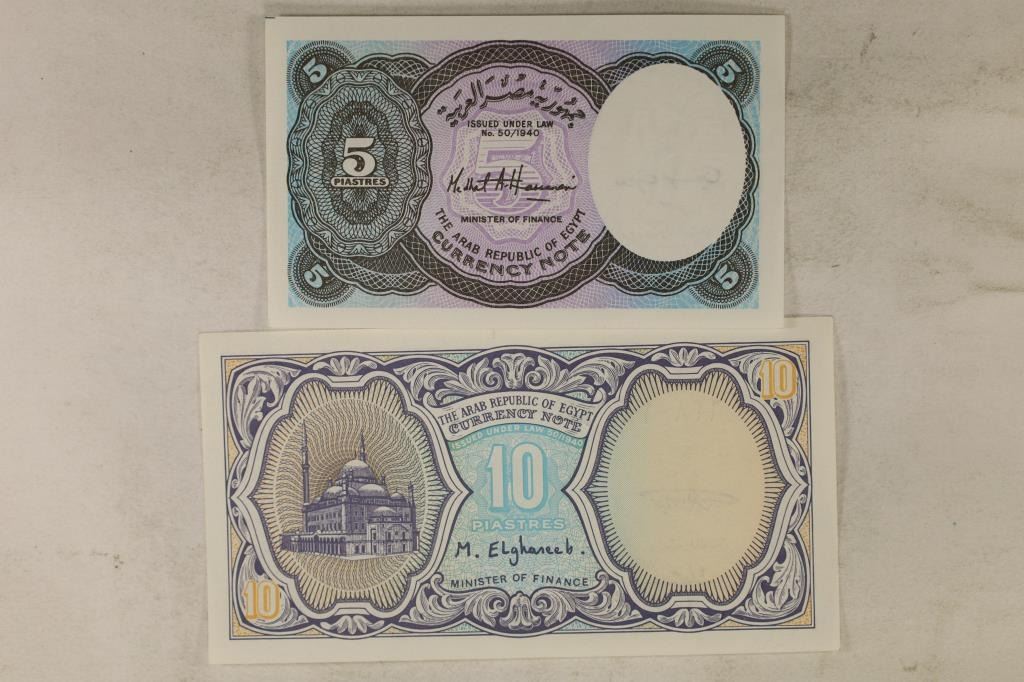 5
5
جمهورية مصر العربية
ISSUED UNDER LAW
No. 50/1940
5
5
PIASTRES
Medhat A. Hassanein
MINISTER OF FINANCE
THE ARAB REPUBLIC OF EGYPT
CURRENCY NOTE
5
5
10
THE ARAB REPUBLIC OF EGYPT
CURRENCY NOTE
ISSUED UNDER LAW 50/1940
10
PIASTRES
M. ELghareeb.
MINISTER OF FINANCE
10